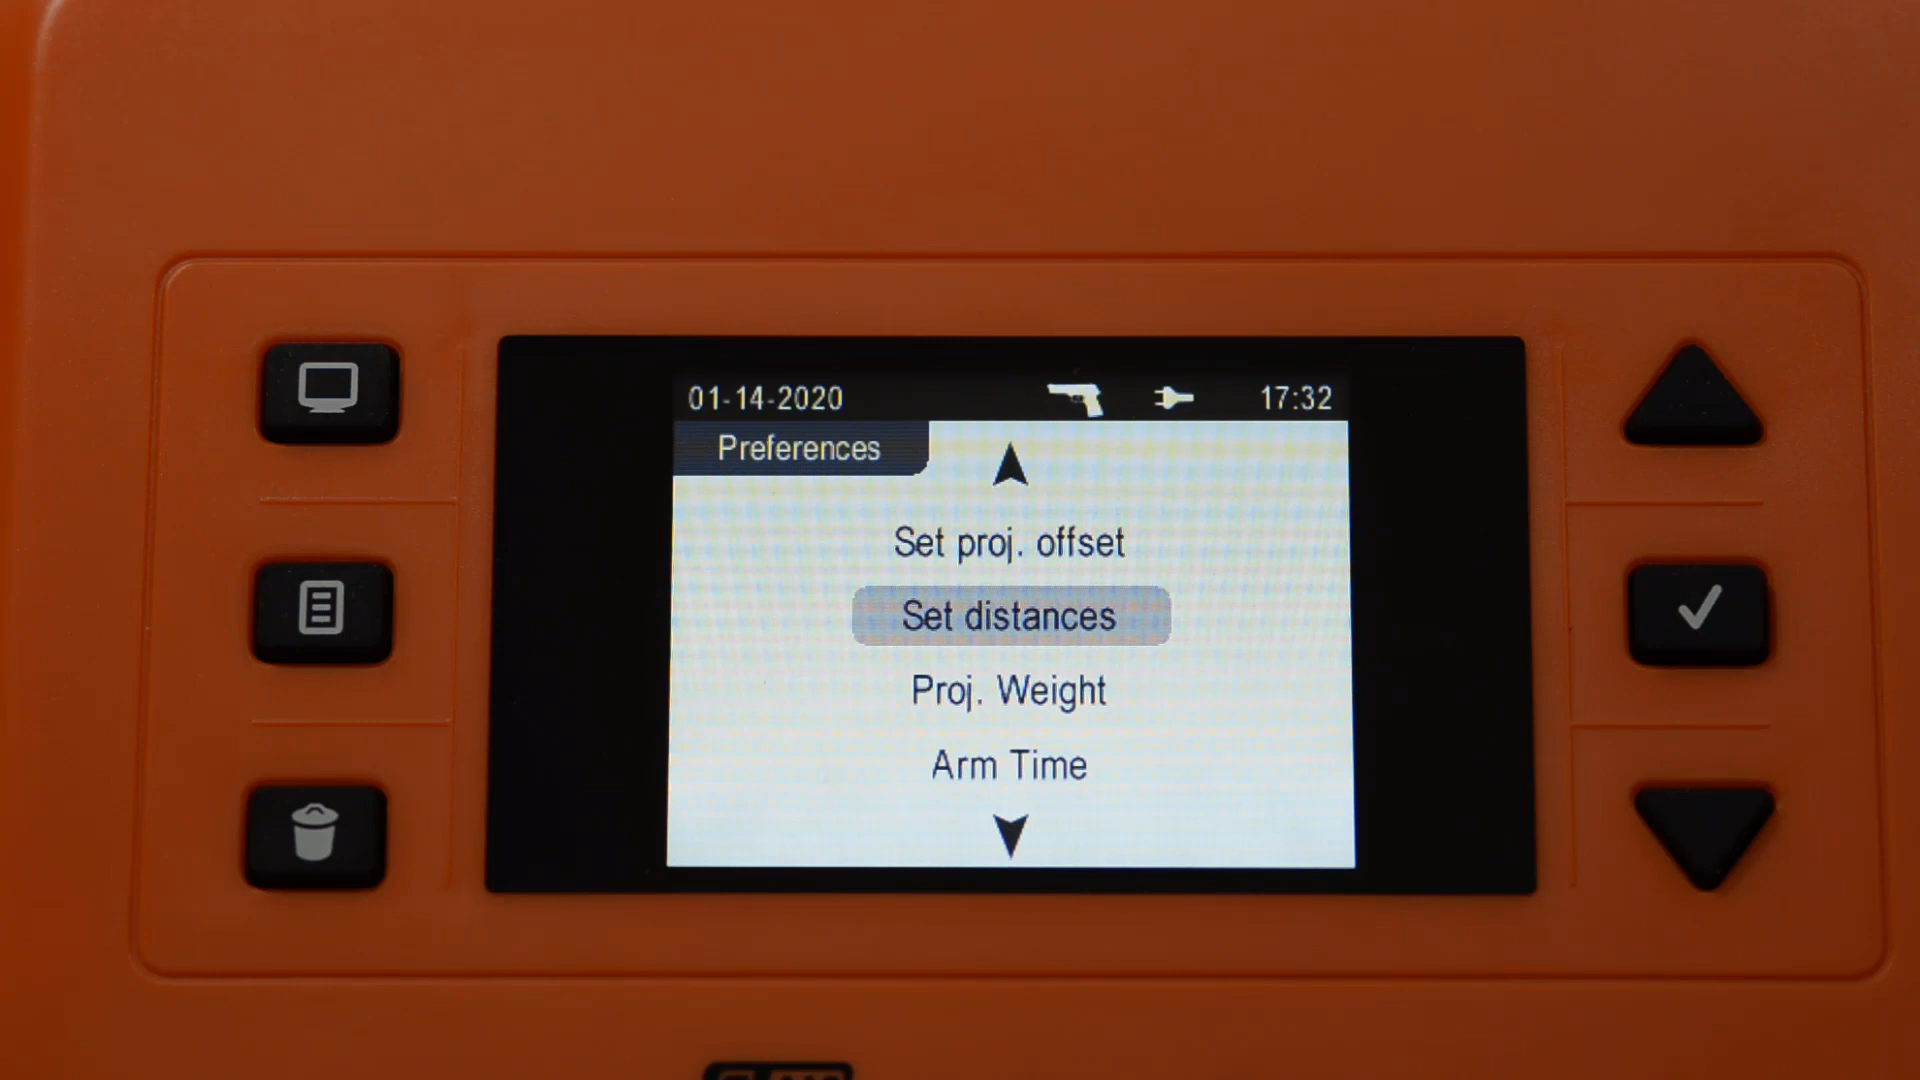 01-14-2020 17:32
Preferences
Set proj. offset
Set distances
Proj. Weight
Arm Time